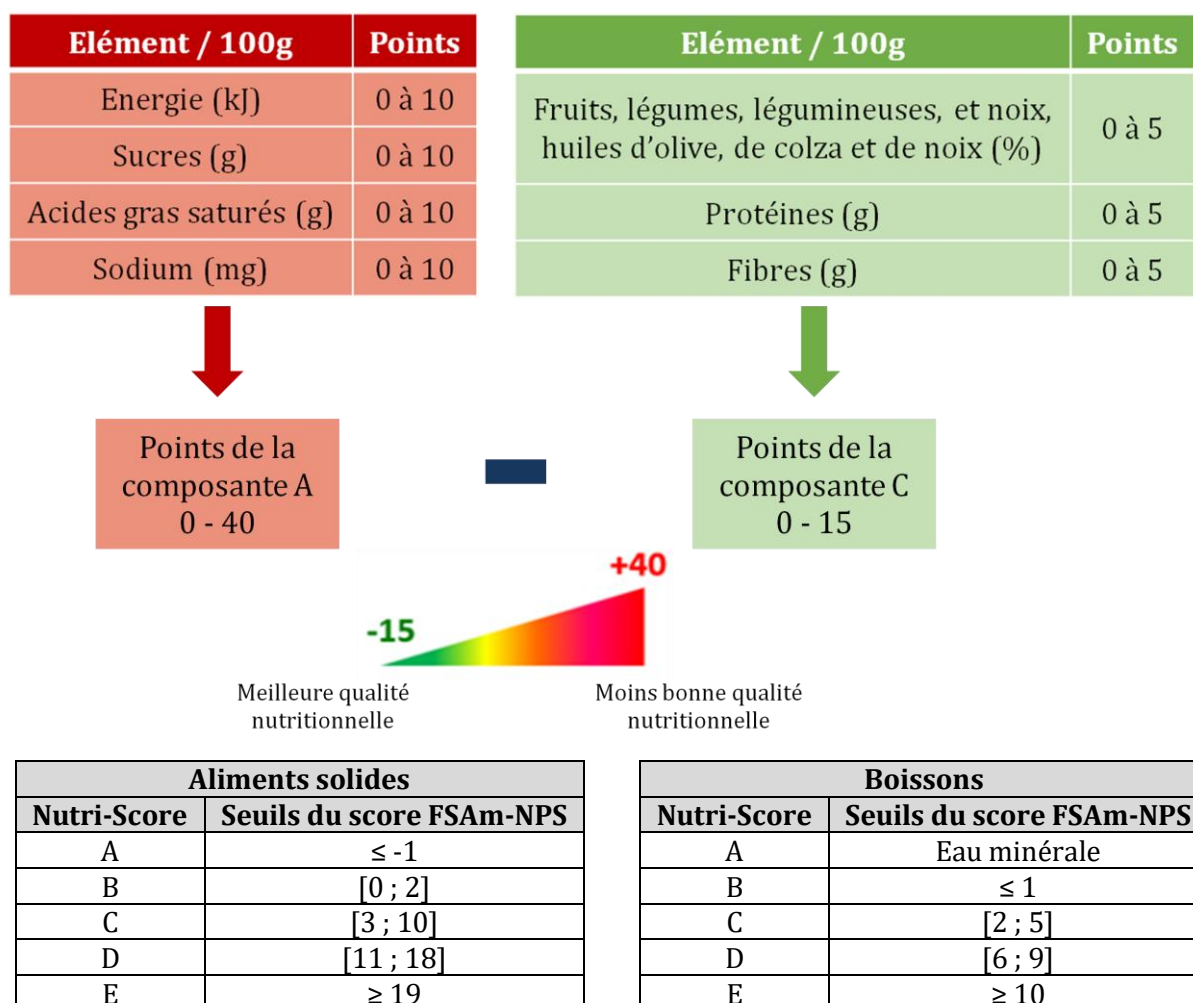 Elément / 100g Points
Energie (kJ) 0 à 10
Sucres (g) 0 à 10
Acides gras saturés (g) 0 à 10
Sodium (mg) 0 à 10
Elément / 100g Points
Fruits, légumes, légumineuses, et noix,
huiles d'olive, de colza et de noix (%) 0 à 5
Protéines (g) 0 à 5
Fibres (g) 0 à 5
Points de la
composante A
0 - 40
Points de la
composante C
0 - 15
+40
-15
Meilleure qualité
nutritionnelle
Moins bonne qualité
nutritionnelle
Aliments solides
Nutri-Score Seuils du score FSAm-NPS
A ≤ -1
B [0 ; 2]
C [3 ; 10]
D [11 ; 18]
E ≥ 19
Boissons
Nutri-Score Seuils du score FSAm-NPS
A Eau minérale
B ≤ 1
C [2 ; 5]
D [6 ; 9]
E ≥ 10